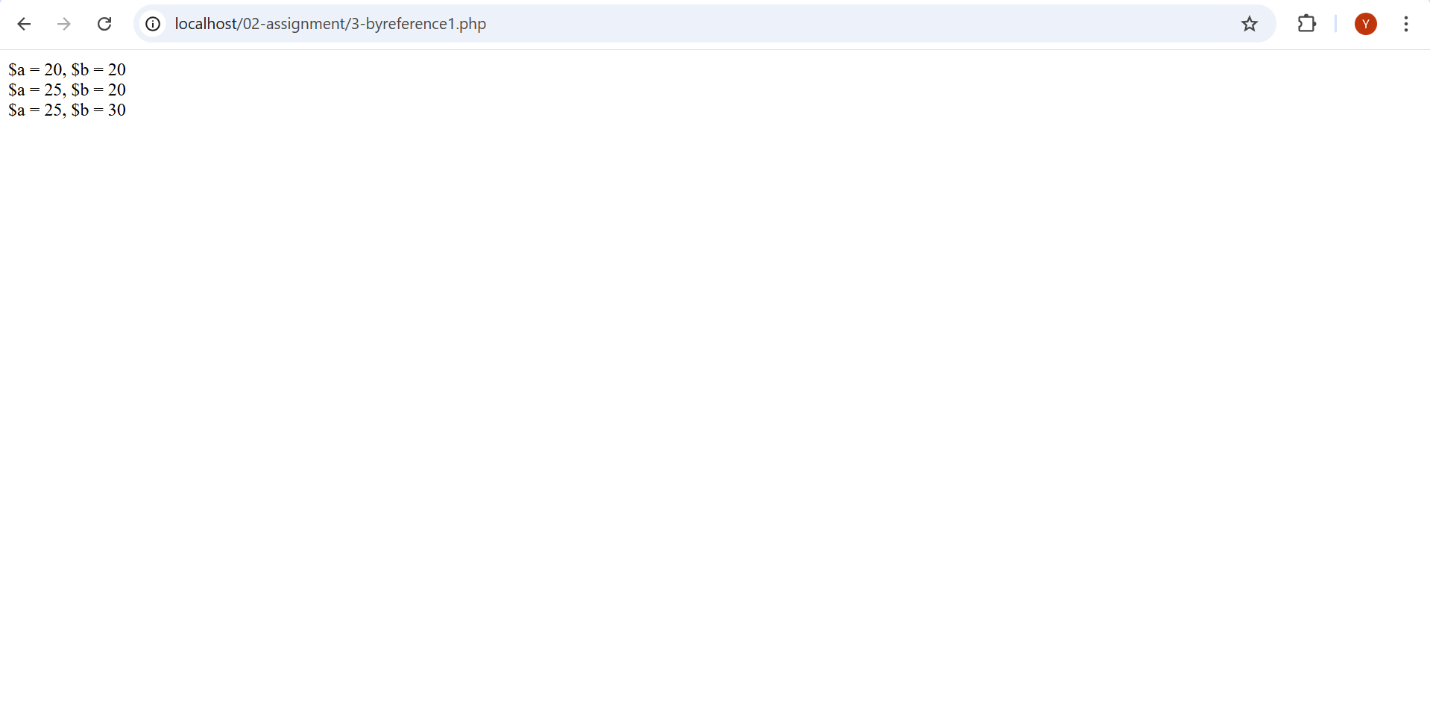 localhost/02-assignment/3-byreference1.php
Y
$a = 20, $b = 20
$a = 25, $b = 20
$a = 25, $b = 30